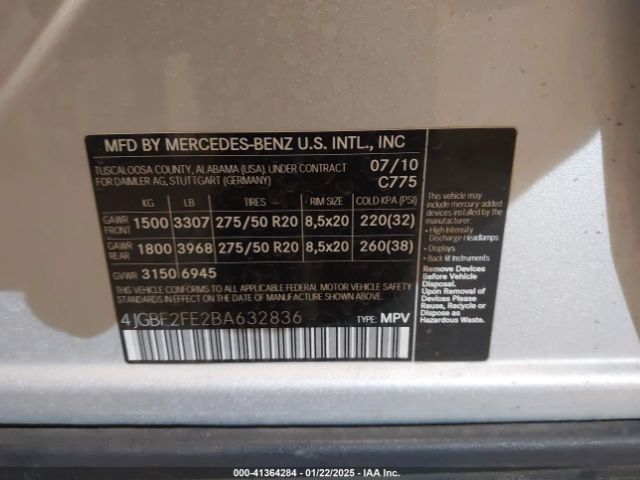 MFD BY MERCEDES-BENZ U.S. INTL., INC
TUSCALOOSA COUNTY, ALABAMA (USA). UNDER CONTRACT 07/10
FOR DAIMLER AG, STUTTGART (GERMANY) C775
KG LB TIRES RIM SIZE COLD KPA (PSI)
GAWR FRONT 1500 3307 275/50 R20 8,5x20 220(32)
GAWR REAR 1800 3968 275/50 R20 8,5x20 260(38)
GVWR 3150 6945
THIS VEHICLE CONFORMS TO ALL APPLICABLE FEDERAL MOTOR VEHICLE SAFETY
STANDARDS IN EFFECT ON THE DATE OF MANUFACTURE SHOWN ABOVE.
4JGBF2FE2BA632836 TYPE: MPV
This vehicle may
include mercury-added
devices installed by the
manufacturer:
• High Intensity
Discharge Headlamps
• Displays
• Back lit Instruments
Remove Devices
Before Vehicle
Disposal.
Please Reuse,
Recycle or
Dispose as
Hazardous Waste.
000-41364284 - 01/22/2025 - IAA Inc.